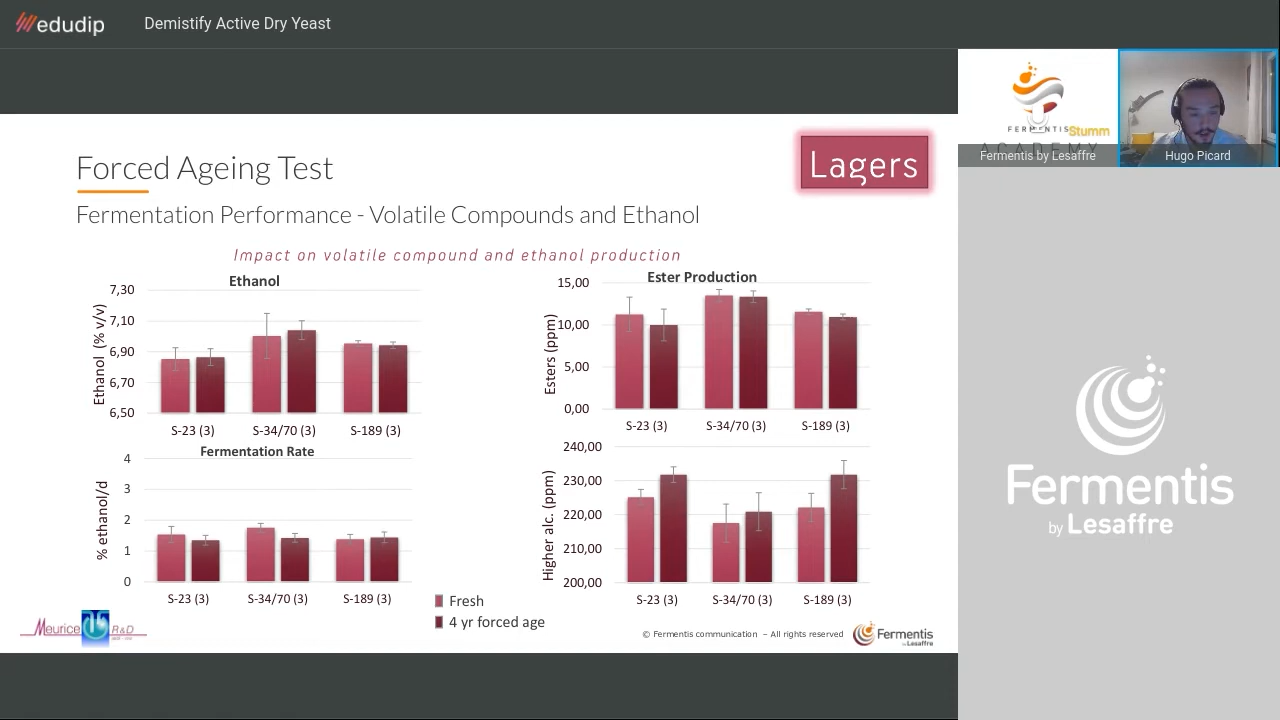 edudip
Demistify Active Dry Yeast
FERMENTIS
Stumm
ACADEMY
Fermentis by Lesaffre
Hugo Picard
Forced Ageing Test
Lagers
Fermentation Performance - Volatile Compounds and Ethanol
Impact on volatile compound and ethanol production
Ethanol
Ethanol (% v/v)
7,30
7,10
6,90
6,70
6,50
S-23 (3) S-34/70 (3) S-189 (3)
Ester Production
Esters (ppm)
15,00
10,00
5,00
0,00
S-23 (3) S-34/70 (3) S-189 (3)
Fermentation Rate
% ethanol/d
4
3
2
1
0
S-23 (3) S-34/70 (3) S-189 (3)
Higher alc. (ppm)
240,00
230,00
220,00
210,00
200,00
S-23 (3) S-34/70 (3) S-189 (3)
Fresh
4 yr forced age
Meurice R&D
© Fermentis communication – All rights reserved
Fermentis
by Lesaffre
Fermentis
by Lesaffre